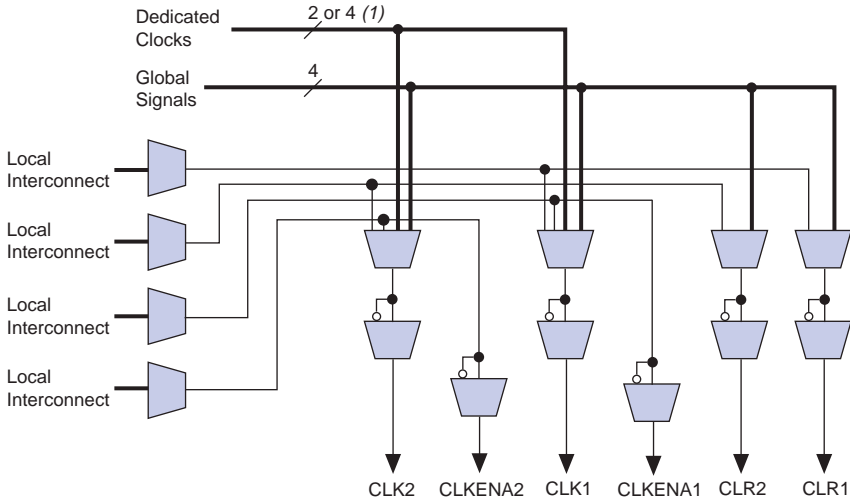 Dedicated
Clocks
2 or 4 (1)
Global
Signals
4
Local
Interconnect
Local
Interconnect
Local
Interconnect
Local
Interconnect
CLK2
CLKENA2
CLK1
CLKENA1
CLR2
CLR1